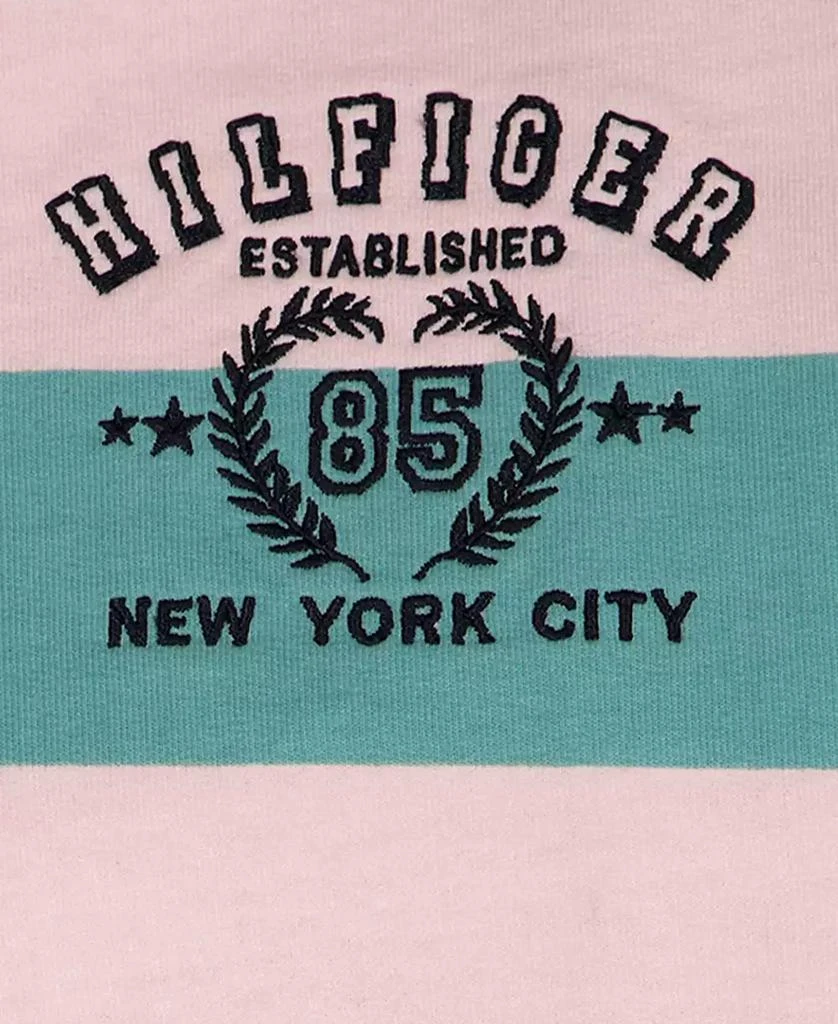 HILFIGER
ESTABLISHED
85
NEW YORK CITY